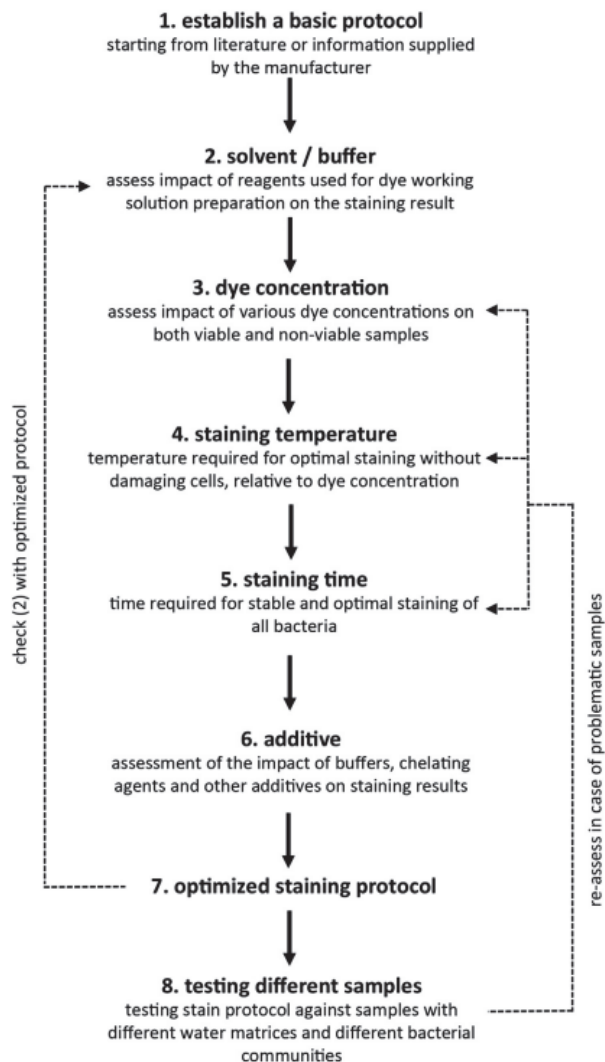 1. establish a basic protocol
starting from literature or information supplied
by the manufacturer
2. solvent / buffer
assess impact of reagents used for dye working
solution preparation on the staining result
3. dye concentration
assess impact of various dye concentrations on
both viable and non-viable samples
4. staining temperature
temperature required for optimal staining without
damaging cells, relative to dye concentration
5. staining time
time required for stable and optimal staining of
all bacteria
6. additive
assessment of the impact of buffers, chelating
agents and other additives on staining results
7. optimized staining protocol
8. testing different samples
testing stain protocol against samples with
different water matrices and different bacterial
communities
check (2) with optimized protocol
re-assess in case of problematic samples